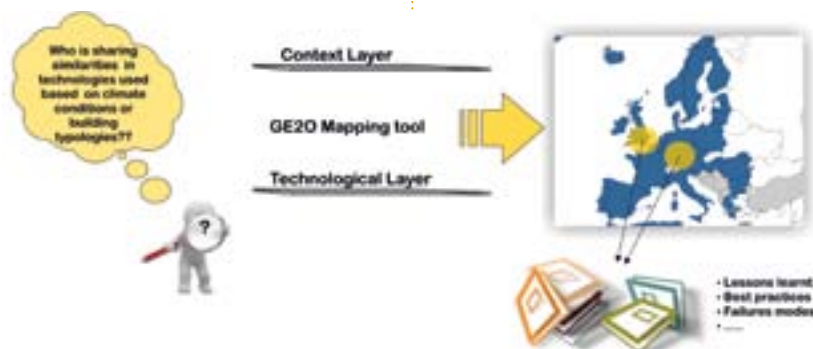 Who is sharing
similarities in
technologies used
based on climate
conditions or
building
typologies??
Context Layer
GE2O Mapping tool
Technological Layer
?
• Lessons learnt
• Best practices
• Failures modes
• .....